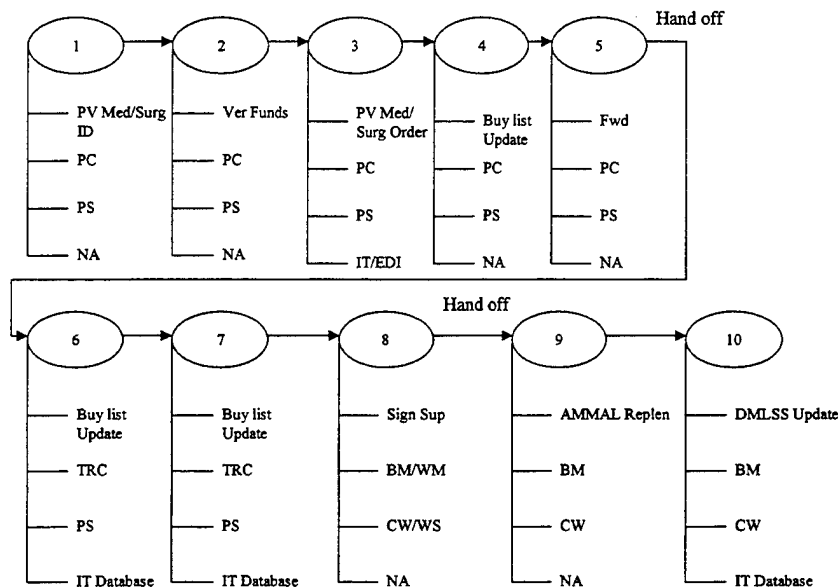 Hand off
1
2
3
4
5
PV Med/Surg
ID
PC
PS
NA
Ver Funds
PC
PS
NA
PV Med/
Surg Order
PC
PS
IT/EDI
Buy list
Update
PC
PS
NA
Fwd
PC
PS
NA
Hand off
6
7
8
9
10
Buy list
Update
TRC
PS
IT Database
Buy list
Update
TRC
PS
IT Database
Sign Sup
BM/WM
CW/WS
NA
AMMAL Replen
BM
CW
NA
DMLSS Update
BM
CW
IT Database